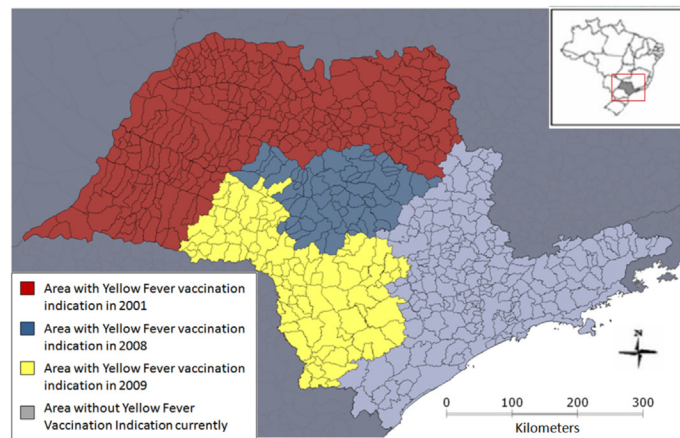 Area with Yellow Fever vaccination
indication in 2001
Area with Yellow Fever vaccination
indication in 2008
Area with Yellow Fever vaccination
indication in 2009
Area without Yellow Fever
Vaccination Indication currently
0 100 200 300
Kilometers